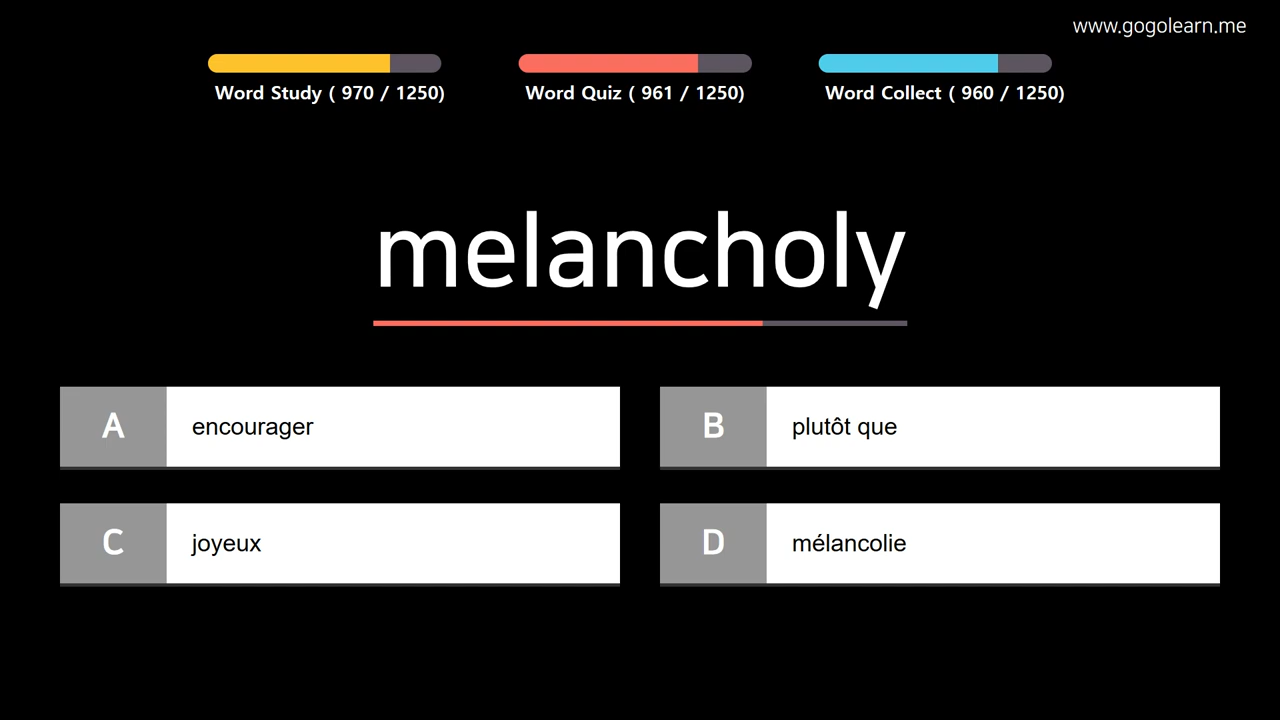 www.gogolearn.me
Word Study ( 970 / 1250)
Word Quiz ( 961 / 1250)
Word Collect ( 960 / 1250)
melancholy
A encourager
B plutôt que
C joyeux
D mélancolie